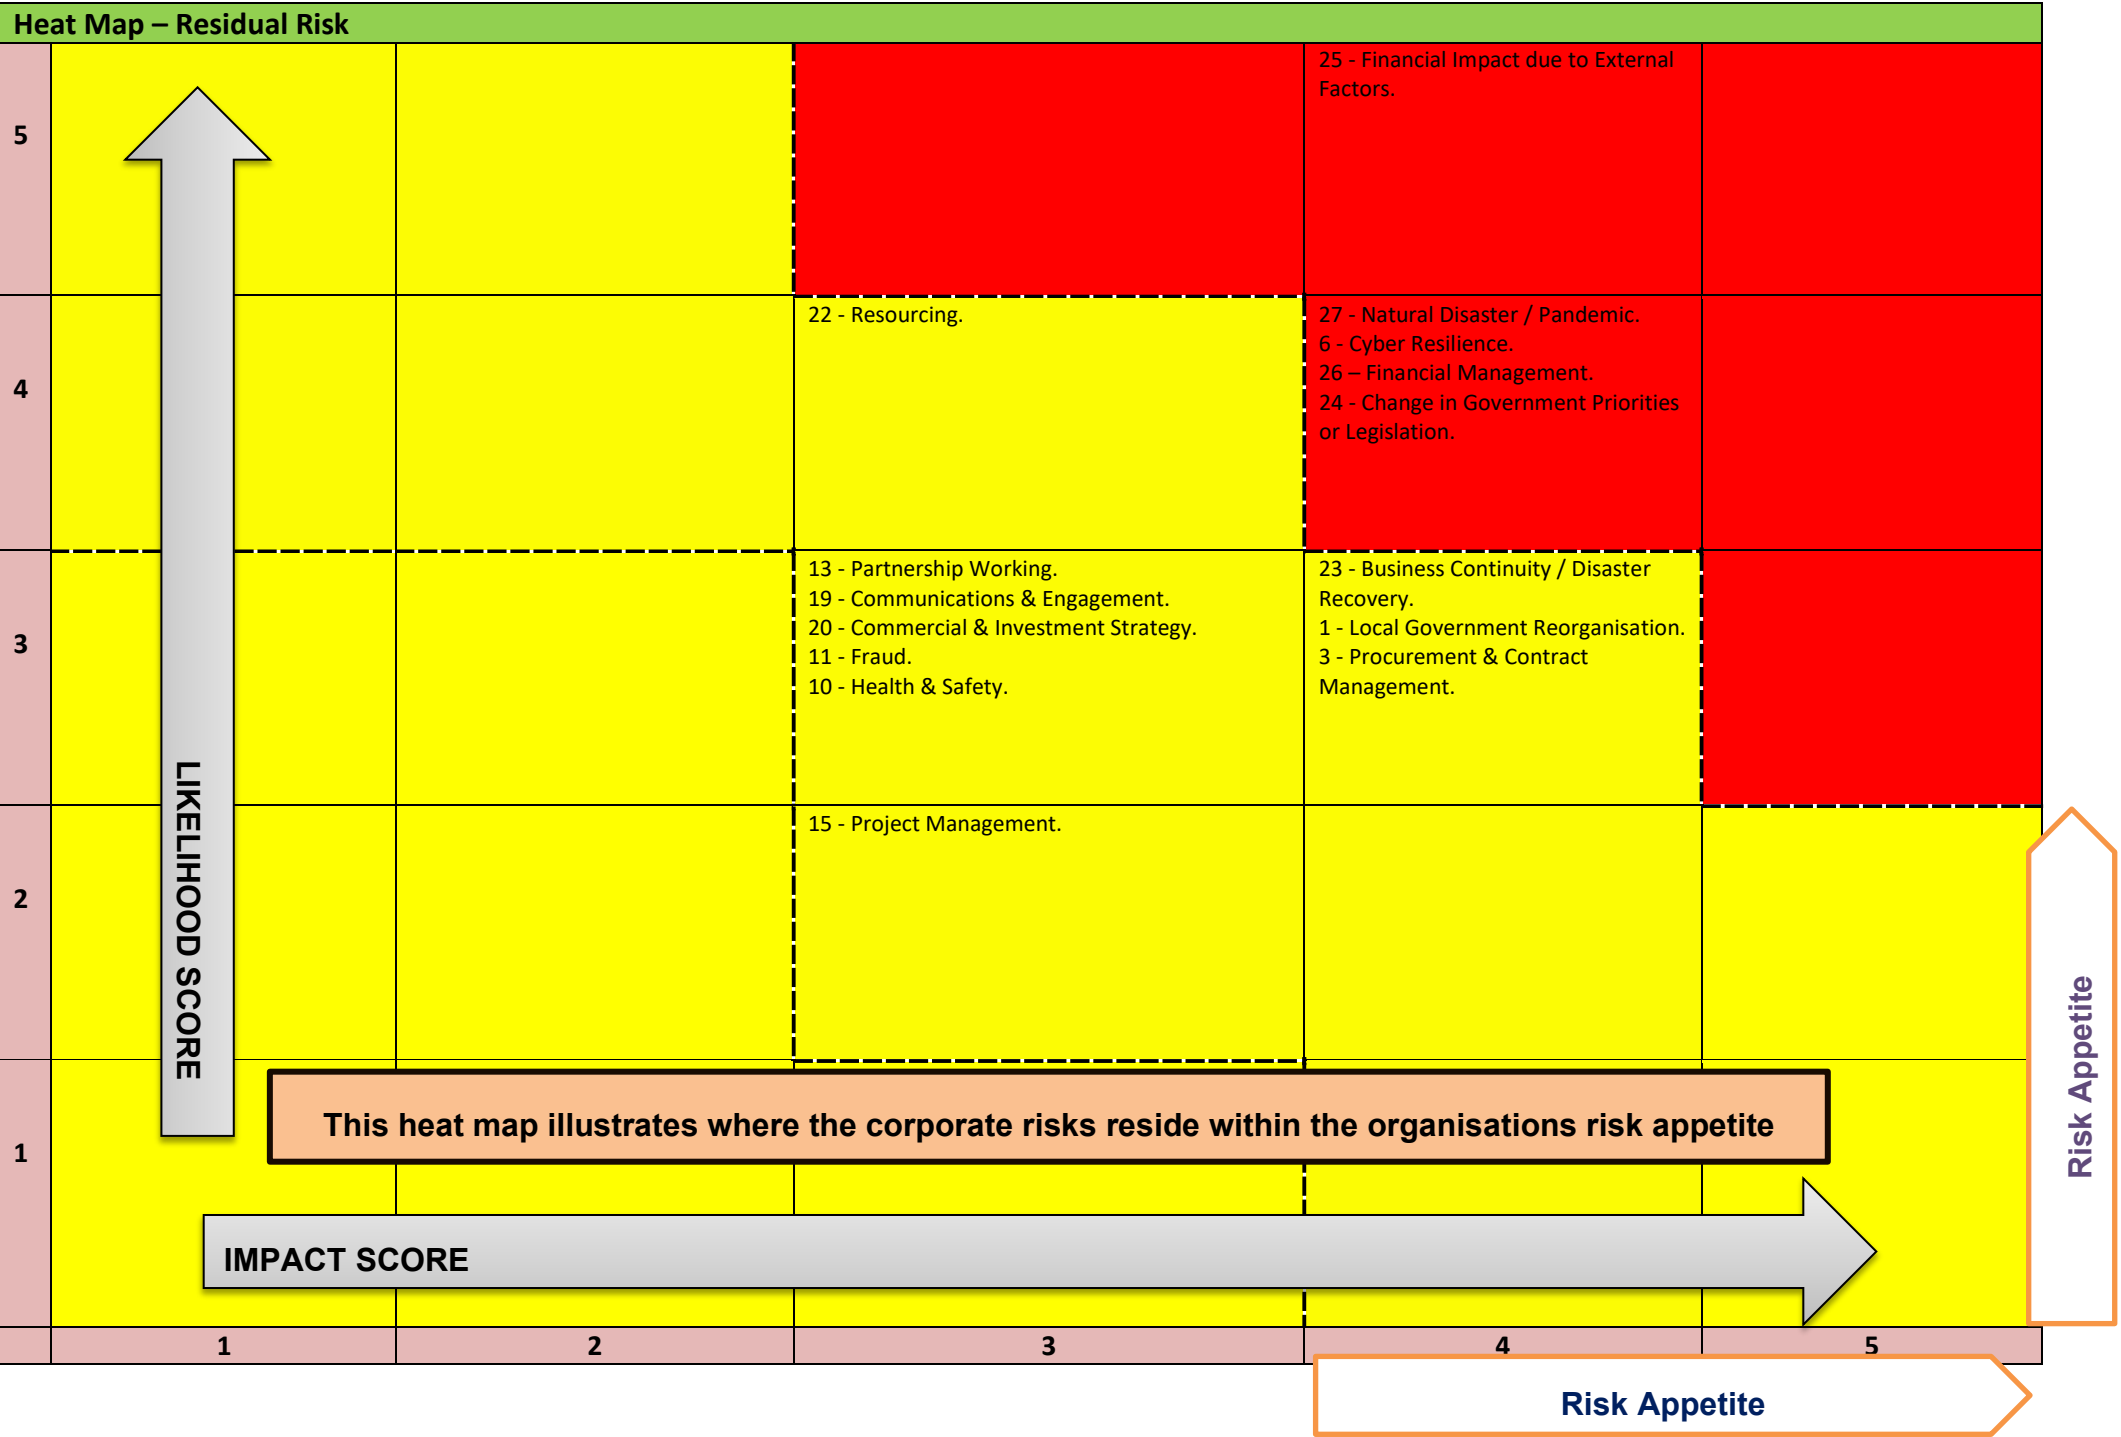 Heat Map – Residual Risk
5
25 - Financial Impact due to External
Factors.
4
22 - Resourcing.
27 - Natural Disaster / Pandemic.
6 - Cyber Resilience.
26 – Financial Management.
24 - Change in Government Priorities
or Legislation.
3
13 - Partnership Working.
19 - Communications & Engagement.
20 - Commercial & Investment Strategy.
11 - Fraud.
10 - Health & Safety.
23 - Business Continuity / Disaster
Recovery.
1 - Local Government Reorganisation.
3 - Procurement & Contract
Management.
LIKELIHOOD SCORE
2
15 - Project Management.
Risk Appetite
1
This heat map illustrates where the corporate risks reside within the organisations risk appetite
IMPACT SCORE
1 2 3 4 5
Risk Appetite